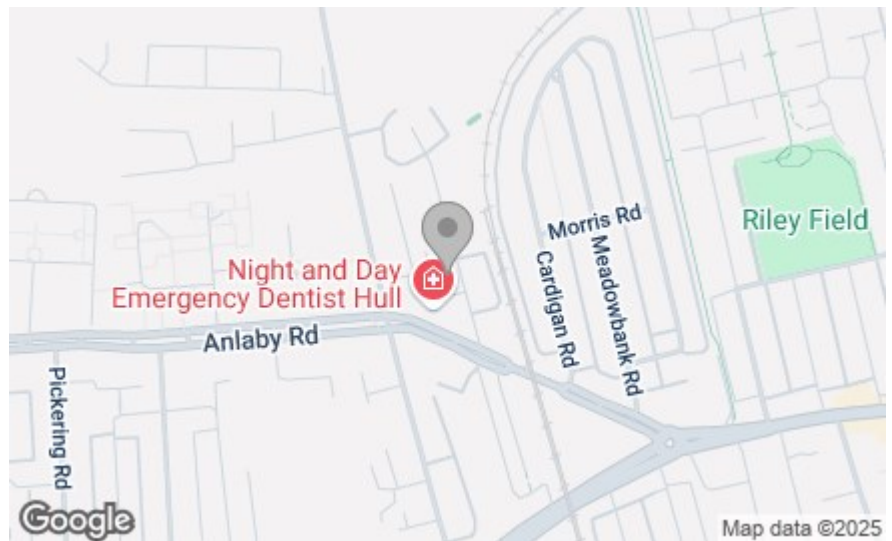 Morris Rd
Riley Field
Night and Day
Emergency Dentist Hull
Cardigan Rd
Meadowbank Rd
Anlaby Rd
Pickering Rd
Google
Map data ©2025